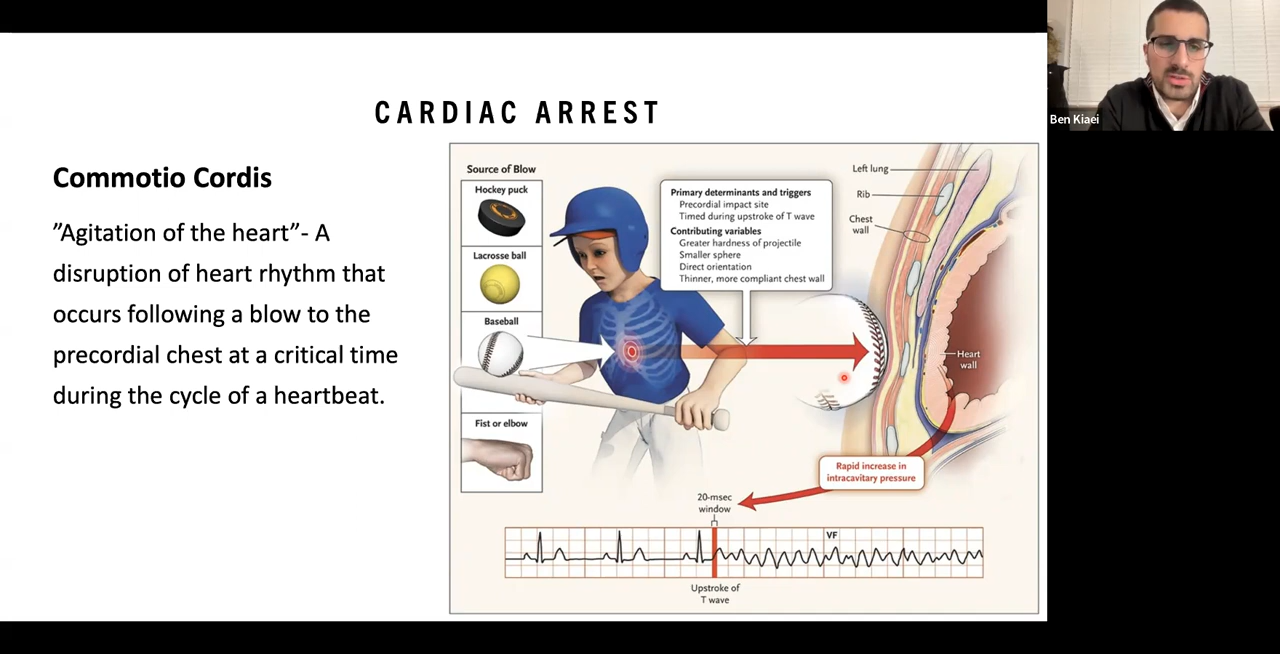 CARDIAC ARREST
Ben Kiaei
Commotio Cordis
”Agitation of the heart”- A
disruption of heart rhythm that
occurs following a blow to the
precordial chest at a critical time
during the cycle of a heartbeat.
Source of Blow
Hockey puck
Lacrosse ball
Baseball
Fist or elbow
Primary determinants and triggers
Precordial impact site
Timed during upstroke of T wave
Contributing variables
Greater hardness of projectile
Smaller sphere
Direct orientation
Thinner, more compliant chest wall
Left lung
Rib
Chest
wall
Heart
wall
Rapid increase in
intracavitary pressure
20-msec
window
VF
Upstroke of
T wave